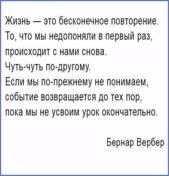 Жизнь — это бесконечное повторение.
То, что мы недопоняли в первый раз,
происходит с нами снова.
Чуть-чуть по-другому.
Если мы по-прежнему не понимаем,
событие возвращается до тех пор,
пока мы не усвоим урок окончательно.
Бернар Вербер